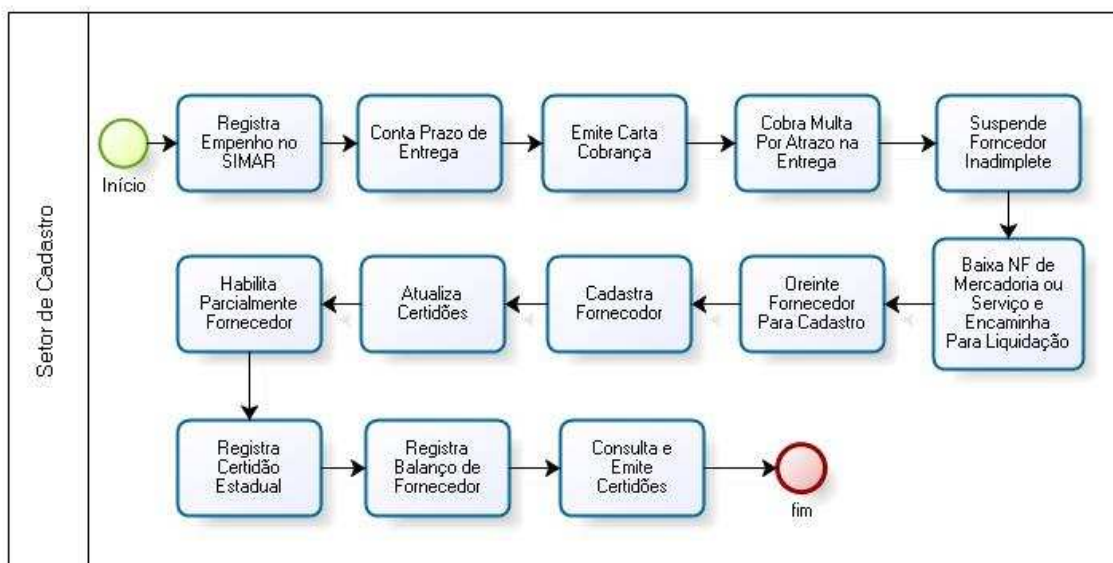 Setor de Cadastro
Início
Registra
Empenho no
SIMAR
Conta Prazo de
Entrega
Emite Carta
Cobrança
Cobra Multa
Por Atrazo na
Entrega
Suspende
Forncedor
Inadimplete
Baixa NF de
Mercadoria ou
Serviço e
Encaminha
Para Liquidação
Oreinte
Fornecedor
Para Cadastro
Cadastra
Fornecodor
Atualiza
Certidões
Habilita
Parcialmente
Fornecedor
Registra
Certidão
Estadual
Registra
Balanço de
Fornecedor
Consulta e
Emite
Certidões
fim